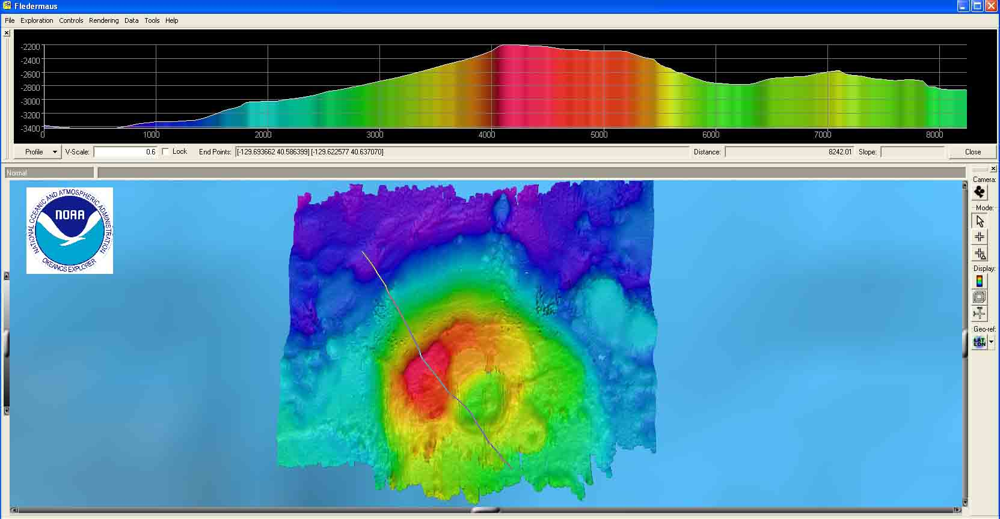 Fledermaus
File Exploration Controls Rendering Data Tools Help
-2200
-2400
-2600
-2800
-3000
-3200
-3400
0 1000 2000 3000 4000 5000 6000 7000 8000
Profile V-Scale: 0.6 Lock End Points: [-129.693662 40.586399] [-129.622577 40.637070] Distance: 8242.01 Slope: Close
Normal
Camera:
Mode:
Display:
Geo-ref:
LAT
LON
NATIONAL OCEANIC AND ATMOSPHERIC ADMINISTRATION
NOAA
OKEANOS EXPLORER